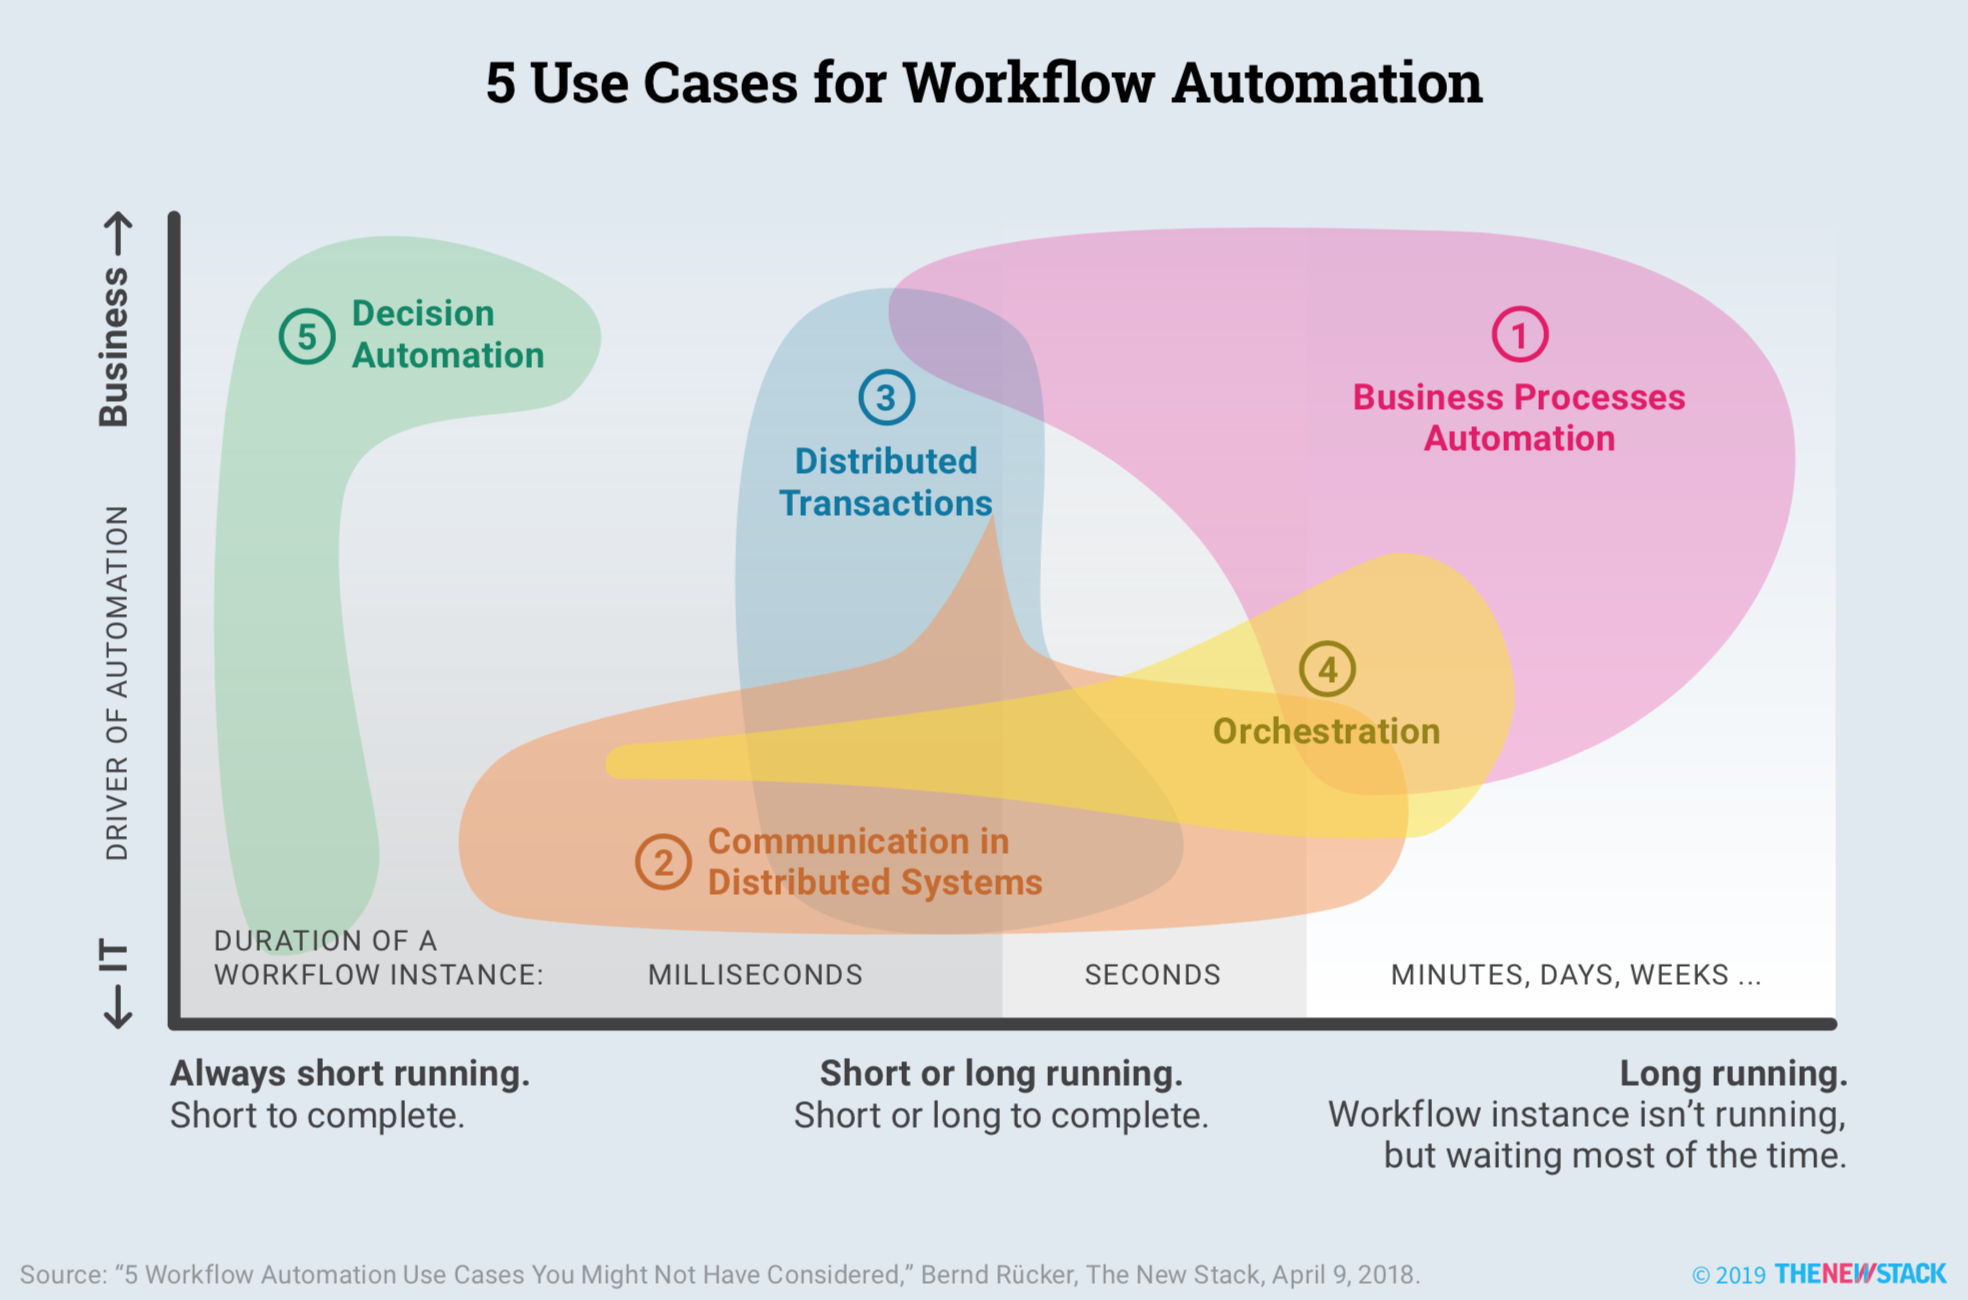 5 Use Cases for Workflow Automation
Business →
DRIVER OF AUTOMATION
← IT
5
Decision
Automation
3
Distributed
Transactions
1
Business Processes
Automation
4
Orchestration
2
Communication in
Distributed Systems
DURATION OF A
WORKFLOW INSTANCE:
MILLISECONDS
SECONDS
MINUTES, DAYS, WEEKS ...
Always short running.
Short to complete.
Short or long running.
Short or long to complete.
Long running.
Workflow instance isn’t running,
but waiting most of the time.
Source: “5 Workflow Automation Use Cases You Might Not Have Considered,” Bernd Rücker, The New Stack, April 9, 2018.
© 2019 THENEWSTACK